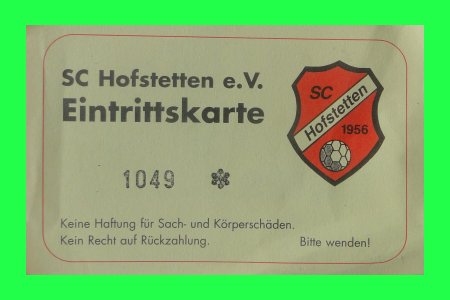 SC Hofstetten e.V.
Eintrittskarte
SC
Hofstetten
1956
1049 *
Keine Haftung für Sach- und Körperschäden.
Kein Recht auf Rückzahlung.
Bitte wenden!